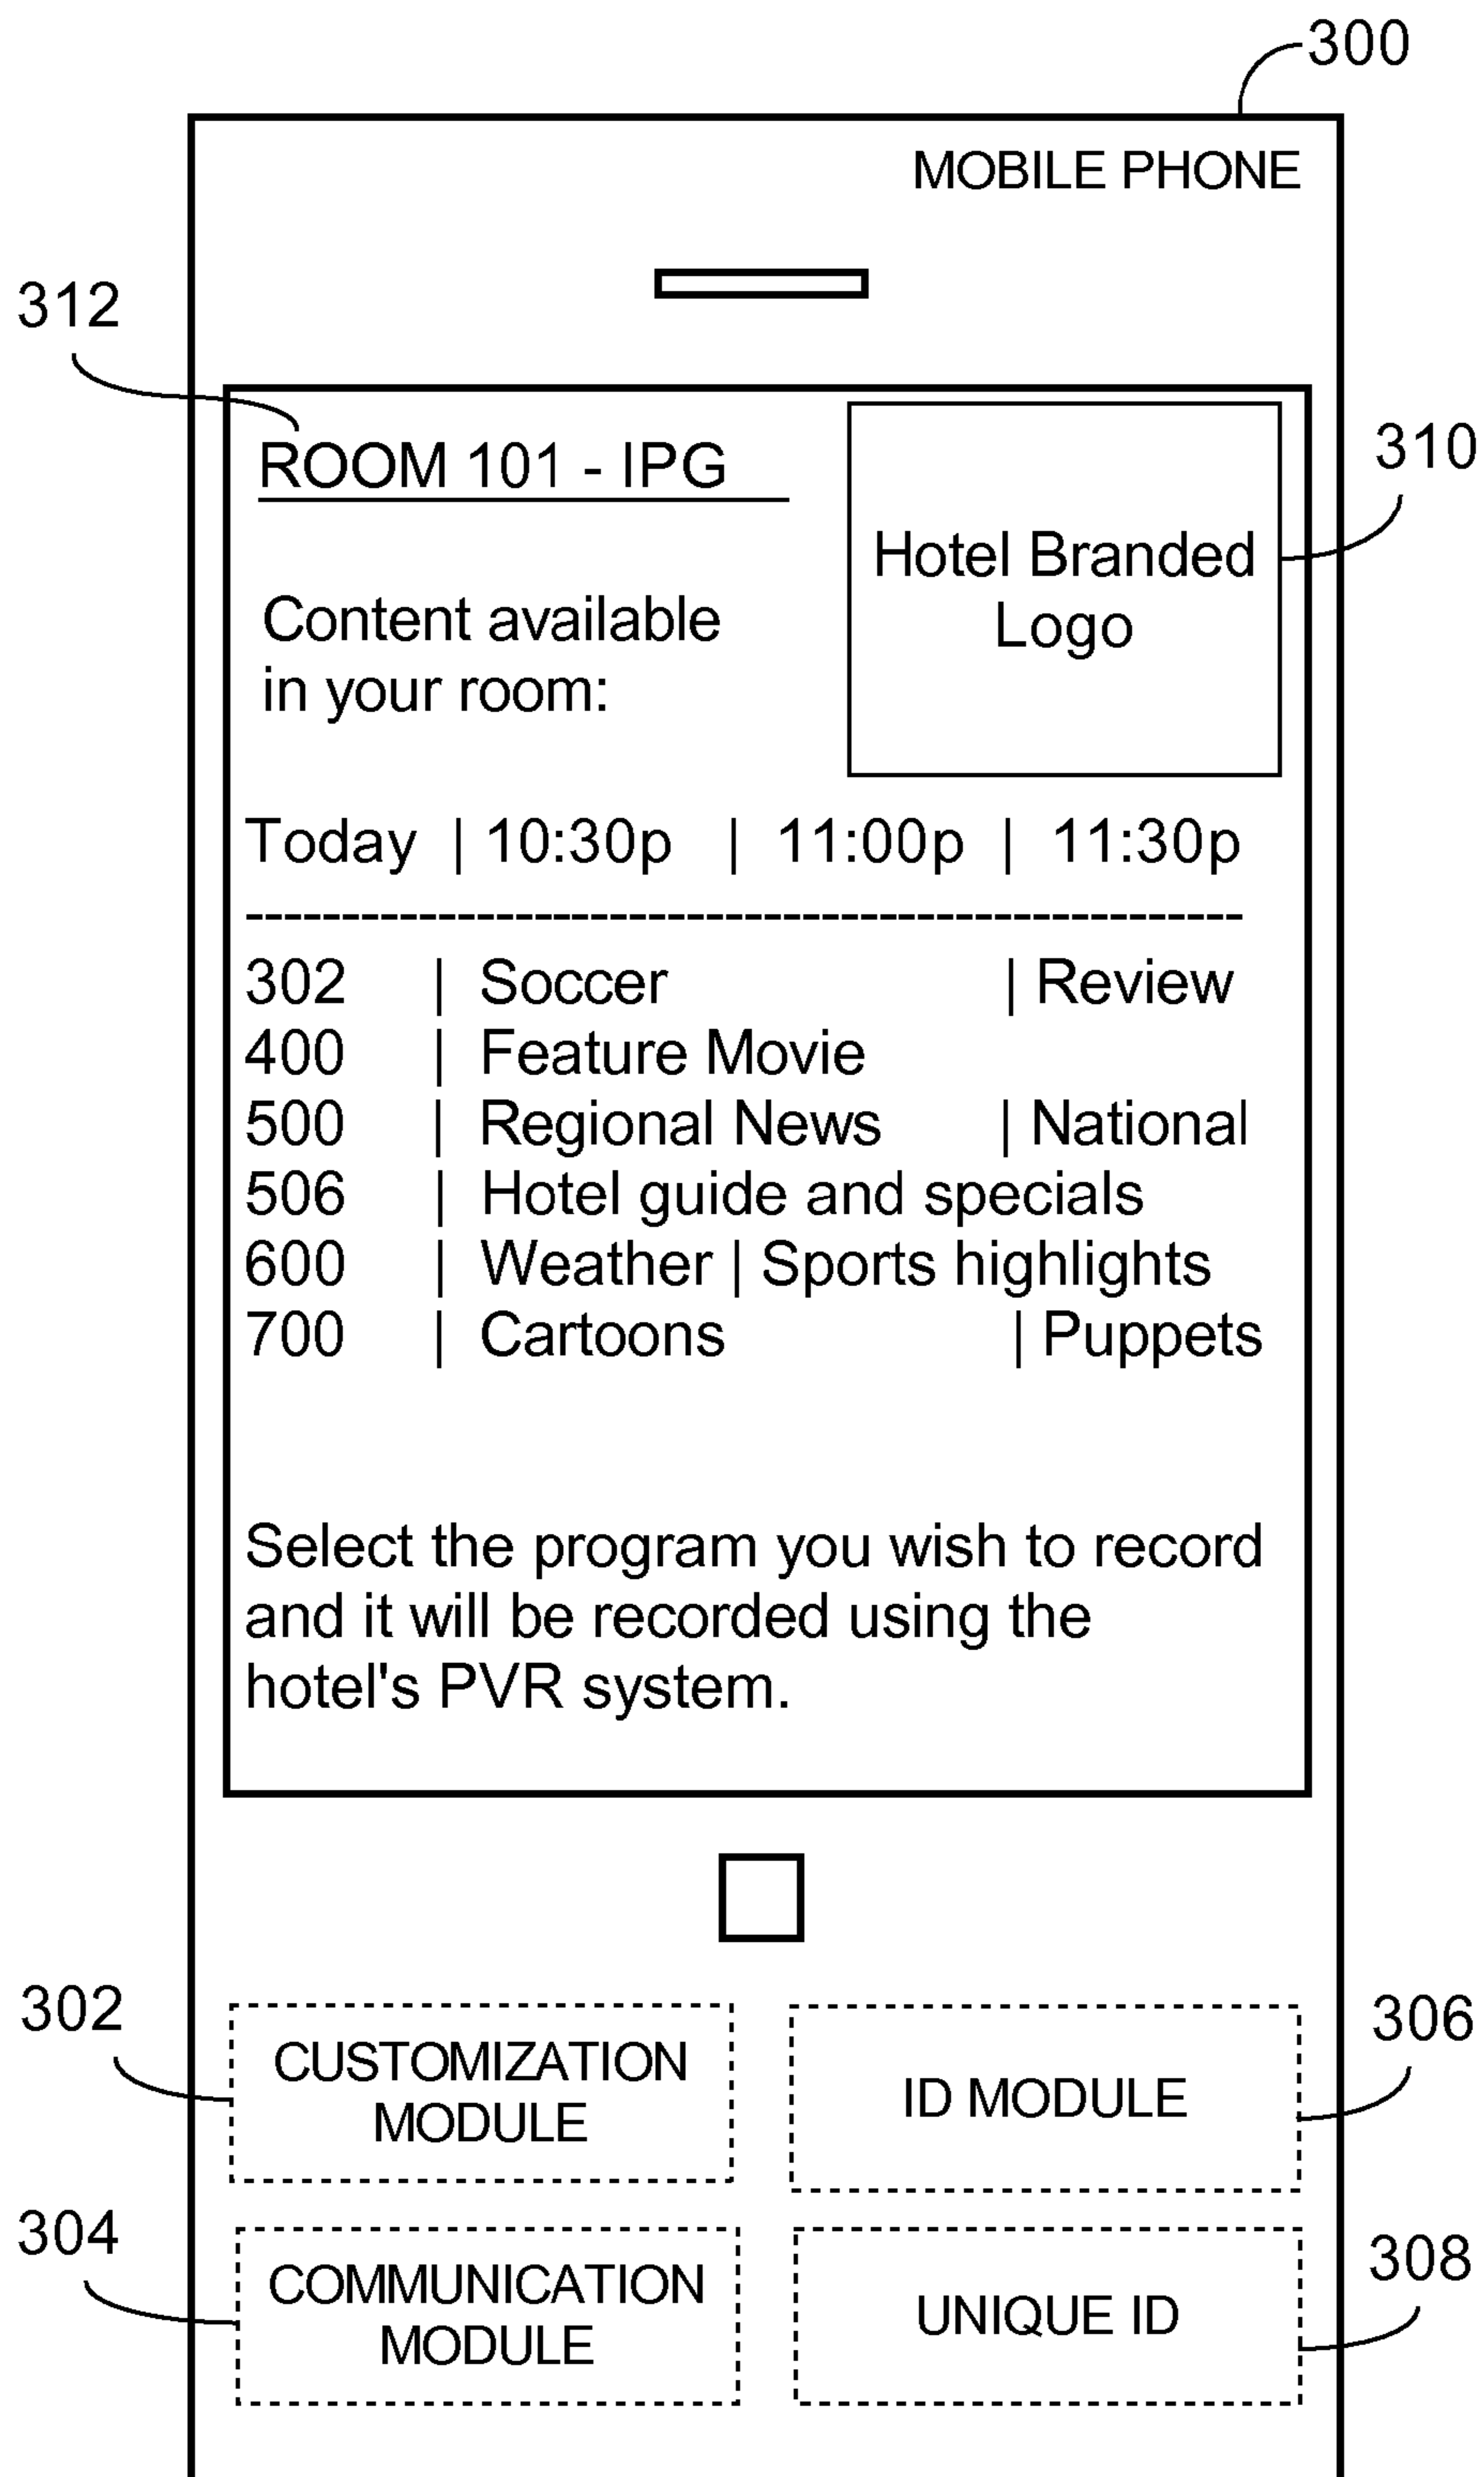 300
MOBILE PHONE
312
ROOM 101 - IPG
310
Hotel Branded
Logo
Content available
in your room:
Today | 10:30p | 11:00p | 11:30p
-----------------------------------------------------
302 | Soccer | Review
400 | Feature Movie
500 | Regional News | National
506 | Hotel guide and specials
600 | Weather | Sports highlights
700 | Cartoons | Puppets
Select the program you wish to record
and it will be recorded using the
hotel's PVR system.
302
CUSTOMIZATION
MODULE
306
ID MODULE
304
COMMUNICATION
MODULE
308
UNIQUE ID